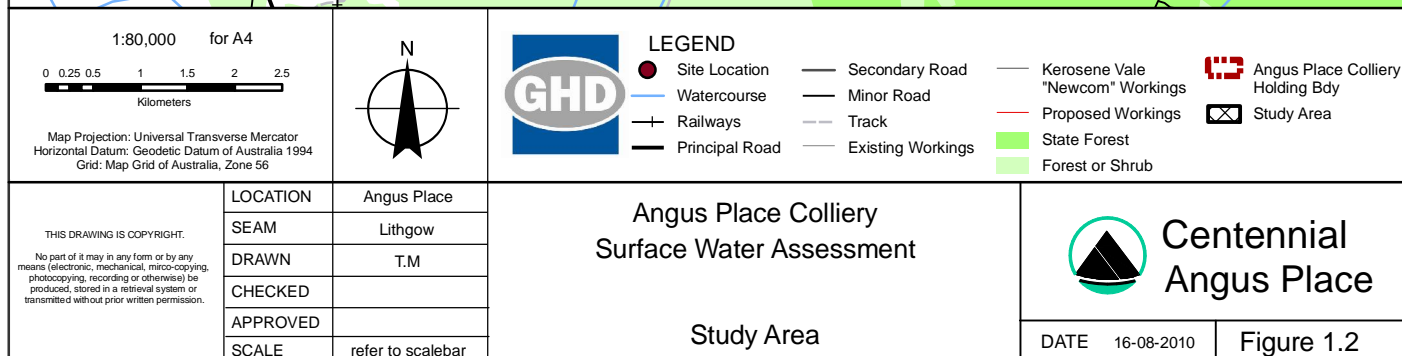 1:80,000 for A4
0 0.25 0.5 1 1.5 2 2.5
Kilometers
Map Projection: Universal Transverse Mercator
Horizontal Datum: Geodetic Datum of Australia 1994
Grid: Map Grid of Australia, Zone 56
N
GHD
LEGEND
Site Location
Watercourse
Railways
Principal Road
Secondary Road
Minor Road
Track
Existing Workings
Kerosene Vale
"Newcom" Workings
Proposed Workings
State Forest
Forest or Shrub
Angus Place Colliery
Holding Bdy
Study Area
THIS DRAWING IS COPYRIGHT.
No part of it may in any form or by any
means (electronic, mechanical, mirco-copying,
photocopying, recording or otherwise) be
produced, stored in a retrieval system or
transmitted without prior written permission.
LOCATION Angus Place
SEAM Lithgow
DRAWN T.M
CHECKED
APPROVED
SCALE refer to scalebar
Angus Place Colliery
Surface Water Assessment
Study Area
Centennial
Angus Place
DATE 16-08-2010 Figure 1.2